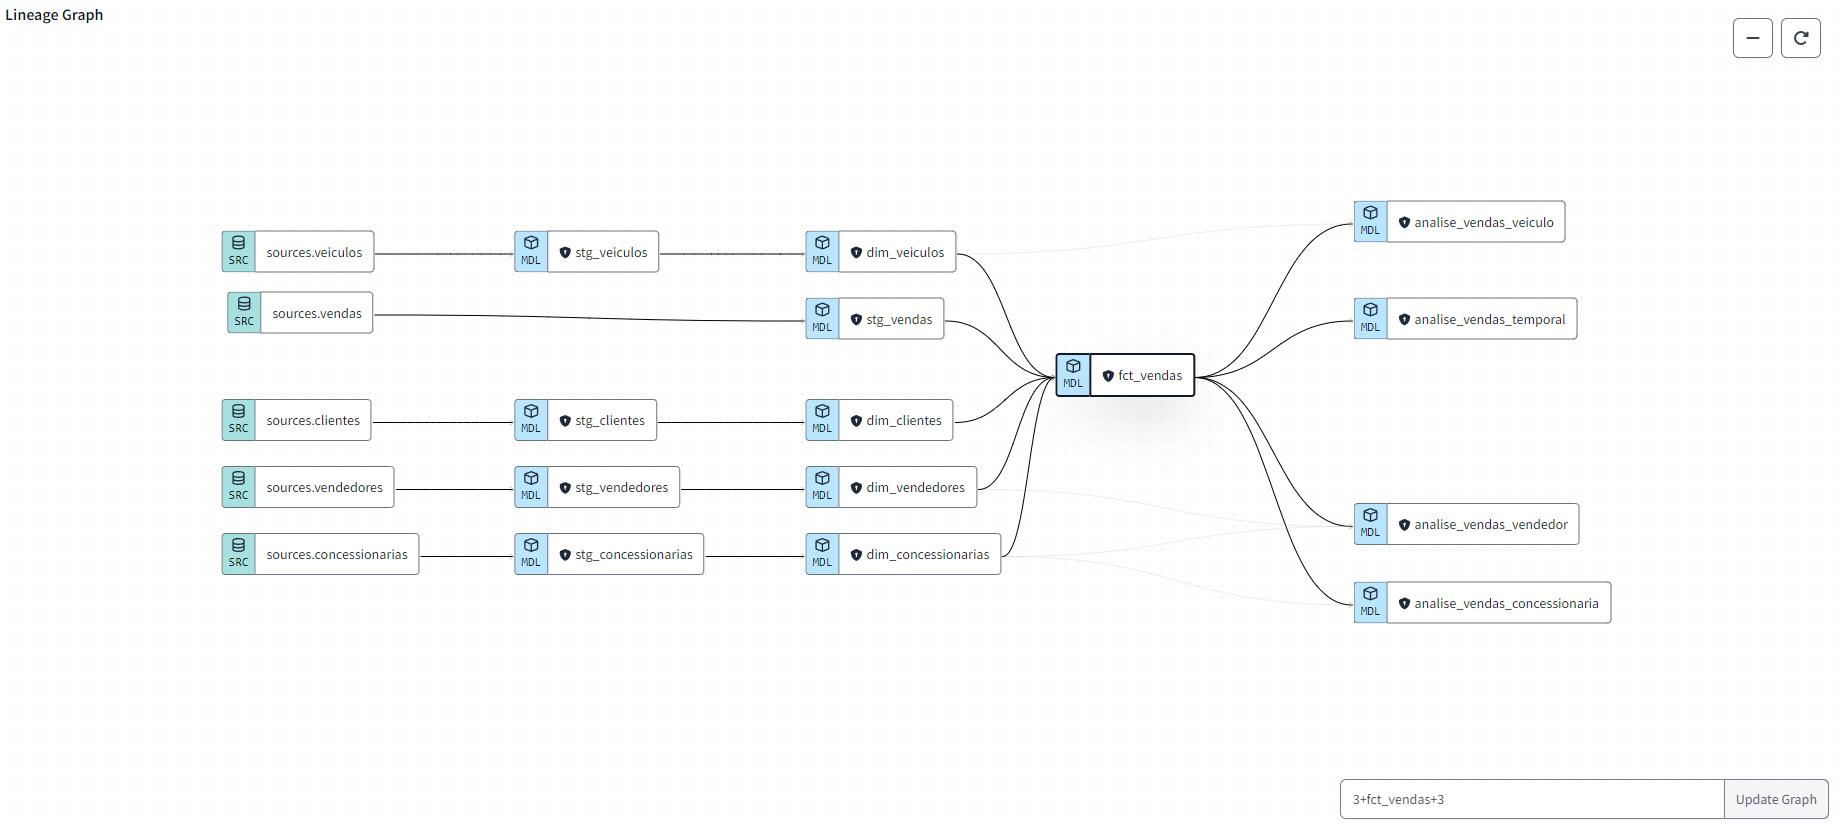 Lineage Graph
SRC sources.veiculos
MDL stg_veiculos
MDL dim_veiculos
SRC sources.vendas
MDL stg_vendas
SRC sources.clientes
MDL stg_clientes
MDL dim_clientes
SRC sources.vendedores
MDL stg_vendedores
MDL dim_vendedores
SRC sources.concessionarias
MDL stg_concessionarias
MDL dim_concessionarias
MDL fct_vendas
MDL analise_vendas_veiculo
MDL analise_vendas_temporal
MDL analise_vendas_vendedor
MDL analise_vendas_concessionaria
3+fct_vendas+3
Update Graph